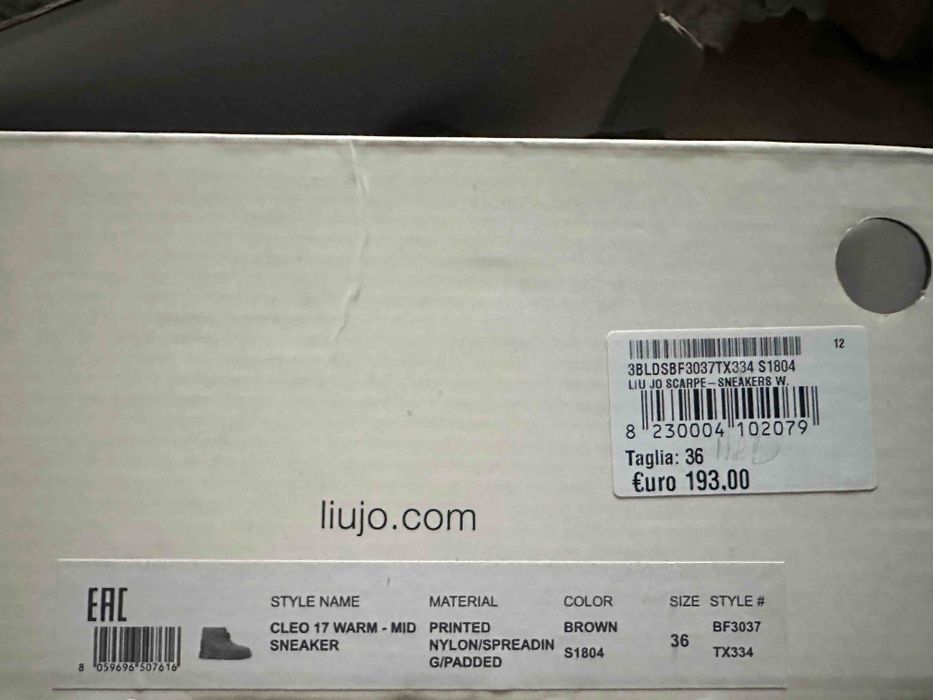 12
3BLDSBF3037TX334 S1804
LIU JO SCARPE-SNEAKERS W.
8 230004 102079
Taglia: 36
€uro 193,00
liujo.com
EAC
STYLE NAME MATERIAL COLOR SIZE STYLE #
CLEO 17 WARM - MID PRINTED BROWN 36 BF3037
SNEAKER NYLON/SPREADIN S1804 TX334
G/PADDED
8 059696 507616